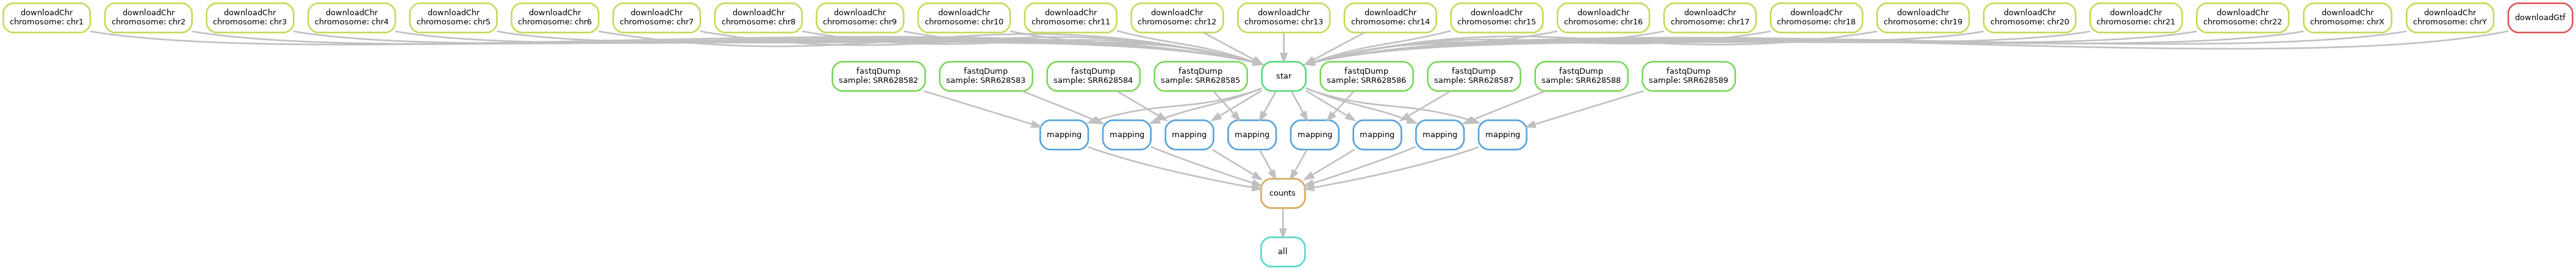 downloadChr
chromosome: chr1
downloadChr
chromosome: chr2
downloadChr
chromosome: chr3
downloadChr
chromosome: chr4
downloadChr
chromosome: chr5
downloadChr
chromosome: chr6
downloadChr
chromosome: chr7
downloadChr
chromosome: chr8
downloadChr
chromosome: chr9
downloadChr
chromosome: chr10
downloadChr
chromosome: chr11
downloadChr
chromosome: chr12
downloadChr
chromosome: chr13
downloadChr
chromosome: chr14
downloadChr
chromosome: chr15
downloadChr
chromosome: chr16
downloadChr
chromosome: chr17
downloadChr
chromosome: chr18
downloadChr
chromosome: chr19
downloadChr
chromosome: chr20
downloadChr
chromosome: chr21
downloadChr
chromosome: chr22
downloadChr
chromosome: chrX
downloadChr
chromosome: chrY
downloadGtf
fastqDump
sample: SRR628582
fastqDump
sample: SRR628583
fastqDump
sample: SRR628584
fastqDump
sample: SRR628585
star
fastqDump
sample: SRR628586
fastqDump
sample: SRR628587
fastqDump
sample: SRR628588
fastqDump
sample: SRR628589
mapping
mapping
mapping
mapping
mapping
mapping
mapping
mapping
counts
all